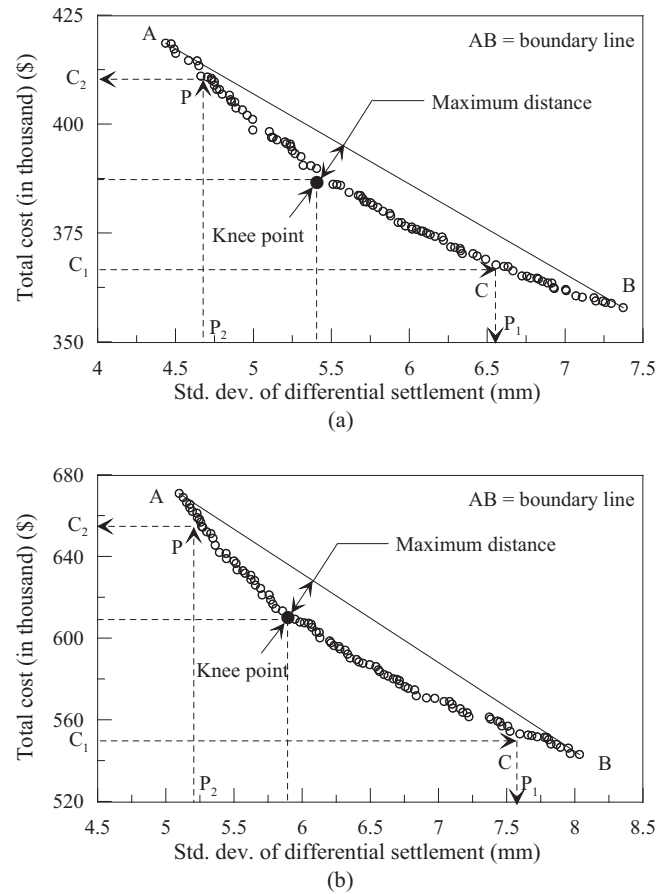 425
A
AB = boundary line
C₂
P
Maximum distance
400
Total cost (in thousand) ($)
Knee point
375
C₁
C
B
P₂
P₁
350
4 4.5 5 5.5 6 6.5 7 7.5
Std. dev. of differential settlement (mm)
(a)
680
A
AB = boundary line
C₂
P
Maximum distance
640
Total cost (in thousand) ($)
600
Knee point
560
C₁
C
B
P₂
P₁
520
4.5 5 5.5 6 6.5 7 7.5 8 8.5
Std. dev. of differential settlement (mm)
(b)